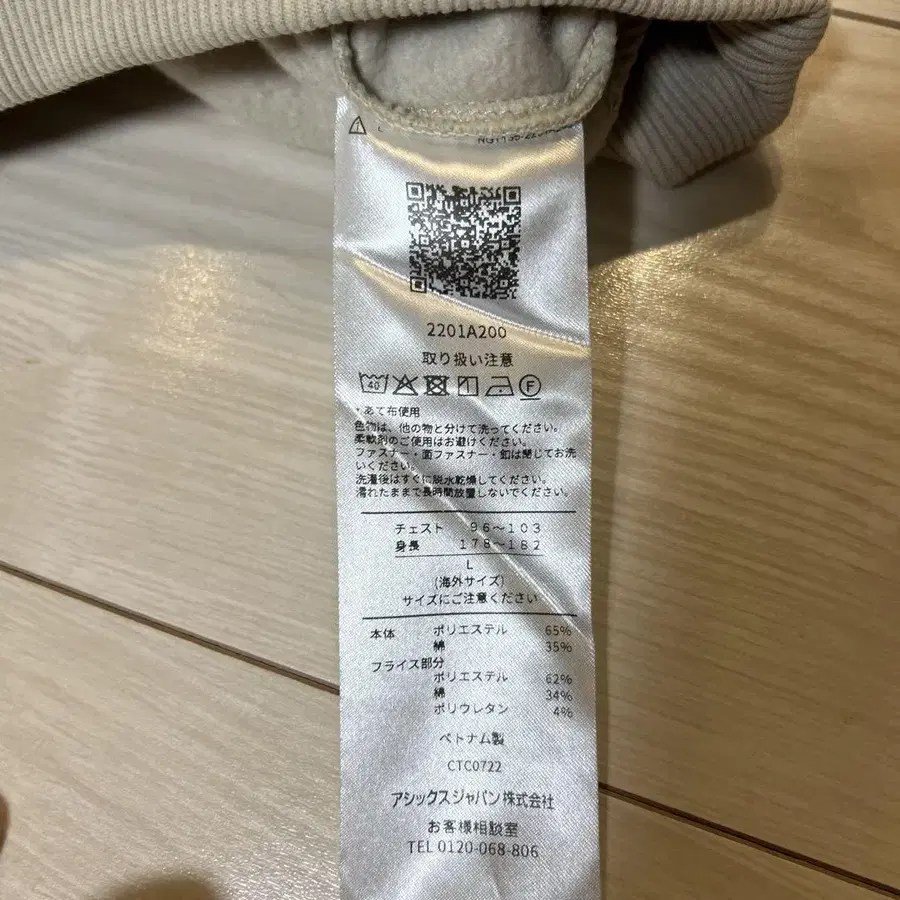 2201A200
取り扱い注意
40 F
・あて布使用
色物は、他の物と分けて洗ってください。
柔軟剤のご使用はお避けください。
ファスナー・面ファスナー・釦は閉じてお洗
いください。
洗濯後はすぐに脱水乾燥してください。
濡れたままで長時間放置しないでください。
チェスト 96～103
身長 178～182
L
(海外サイズ)
サイズにご注意ください
本体 ポリエステル 65%
綿 35%
フライス部分
ポリエステル 62%
綿 34%
ポリウレタン 4%
ベトナム製
CTC0722
アシックスジャパン株式会社
お客様相談室
TEL 0120-068-806